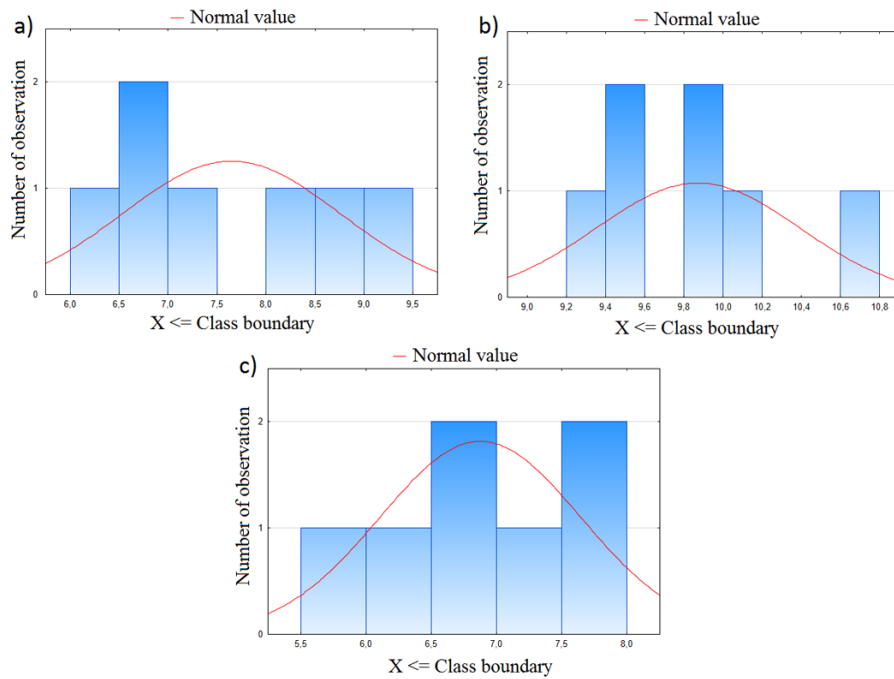 a)
— Normal value
Number of observation
2
1
0
6,0 6,5 7,0 7,5 8,0 8,5 9,0 9,5
X <= Class boundary
b)
— Normal value
Number of observation
2
1
0
9,0 9,2 9,4 9,6 9,8 10,0 10,2 10,4 10,6 10,8
X <= Class boundary
c)
— Normal value
Number of observation
2
1
0
5,5 6,0 6,5 7,0 7,5 8,0
X <= Class boundary